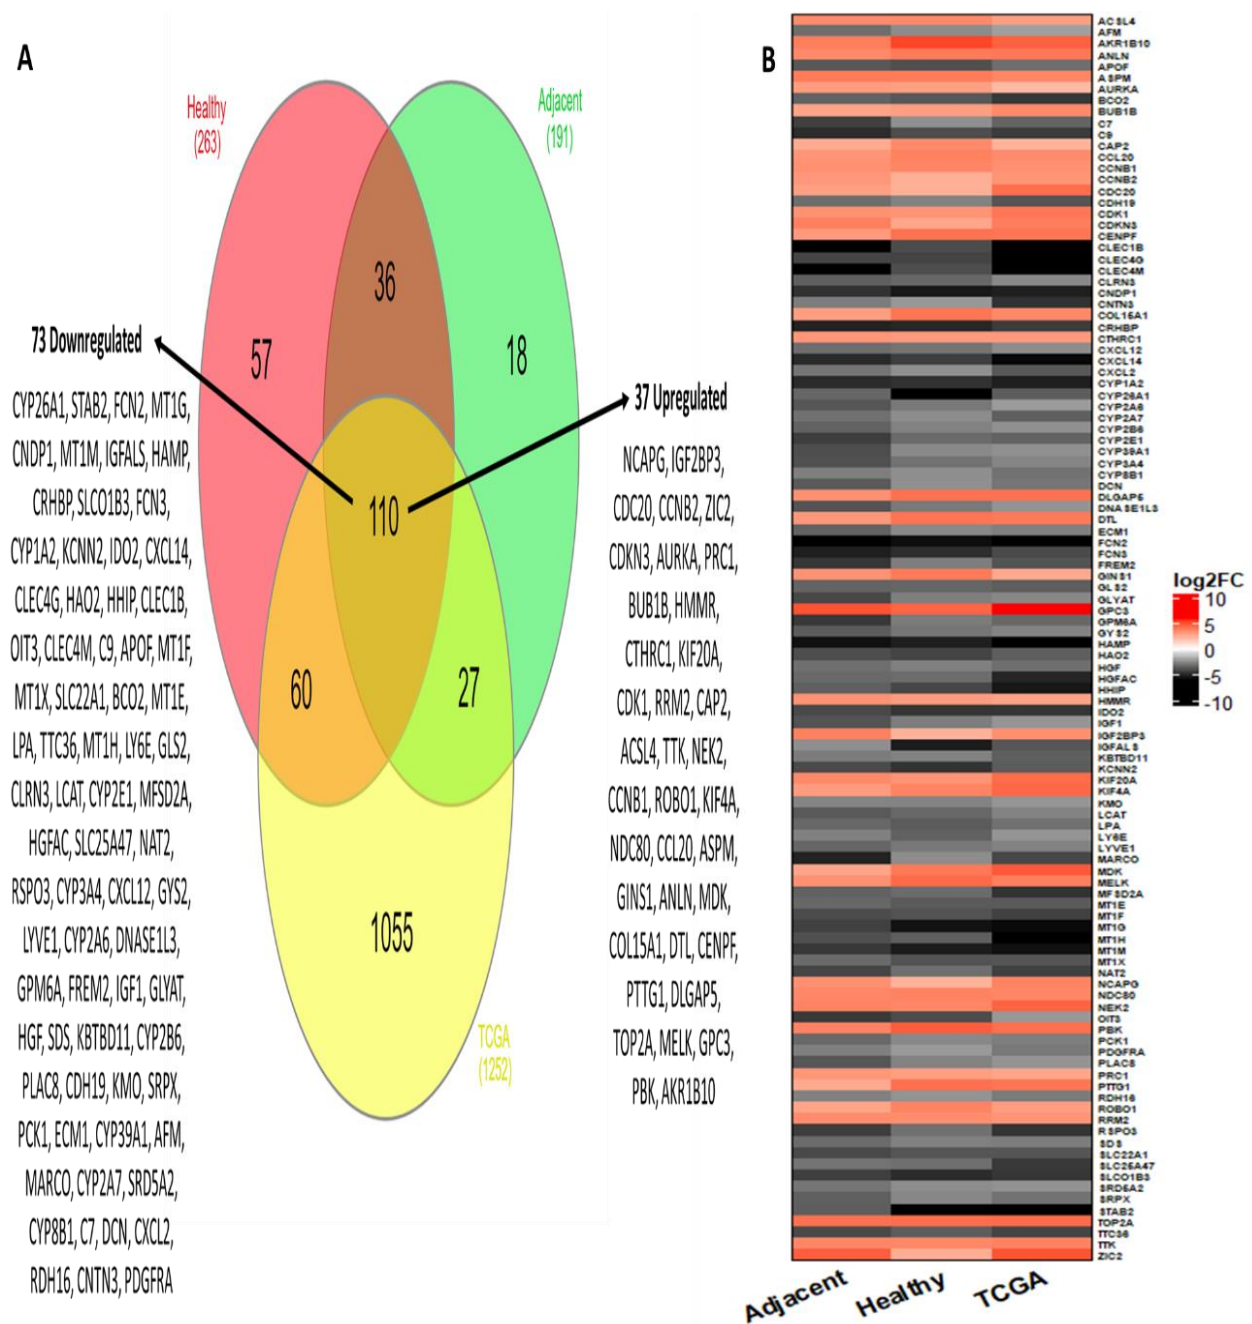 A
Healthy
(263)
Adjacent
(191)
36
57
18
110
60
27
1055
TCGA
(1252)
73 Downregulated
CYP26A1, STAB2, FCN2, MT1G,
CNDP1, MT1M, IGFALS, HAMP,
CRHBP, SLCO1B3, FCN3,
CYP1A2, KCNN2, IDO2, CXCL14,
CLEC4G, HAO2, HHIP, CLEC1B,
OIT3, CLEC4M, C9, APOF, MT1F,
MT1X, SLC22A1, BCO2, MT1E,
LPA, TTC36, MT1H, LY6E, GLS2,
CLRN3, LCAT, CYP2E1, MFSD2A,
HGFAC, SLC25A47, NAT2,
RSPO3, CYP3A4, CXCL12, GYS2,
LYVE1, CYP2A6, DNASE1L3,
GPM6A, FREM2, IGF1, GLYAT,
HGF, SDS, KBTBD11, CYP2B6,
PLAC8, CDH19, KMO, SRPX,
PCK1, ECM1, CYP39A1, AFM,
MARCO, CYP2A7, SRD5A2,
CYP8B1, C7, DCN, CXCL2,
RDH16, CNTN3, PDGFRA
37 Upregulated
NCAPG, IGF2BP3,
CDC20, CCNB2, ZIC2,
CDKN3, AURKA, PRC1,
BUB1B, HMMR,
CTHRC1, KIF20A,
CDK1, RRM2, CAP2,
ACSL4, TTK, NEK2,
CCNB1, ROBO1, KIF4A,
NDC80, CCL20, ASPM,
GINS1, ANLN, MDK,
COL15A1, DTL, CENPF,
PTTG1, DLGAP5,
TOP2A, MELK, GPC3,
PBK, AKR1B10
B
ACSL4
AFM
AKR1B10
ANLN
APOF
ASPM
AURKA
BCO2
BUB1B
C7
C9
CAP2
CCL20
CCNB1
CCNB2
CDC20
CDH19
CDK1
CDKN3
CENPF
CLEC1B
CLEC4G
CLEC4M
CLRN3
CNDP1
CNTN3
COL15A1
CRHBP
CTHRC1
CXCL12
CXCL14
CXCL2
CYP1A2
CYP26A1
CYP2A6
CYP2A7
CYP2B6
CYP2E1
CYP39A1
CYP3A4
CYP8B1
DCN
DLGAP5
DNASE1L3
DTL
ECM1
FCN2
FCN3
FREM2
GINS1
GLS2
GLYAT
GPC3
GPM6A
GYS2
HAMP
HAO2
HGF
HGFAC
HHIP
HMMR
IDO2
IGF1
IGF2BP3
IGFALS
KBTBD11
KCNN2
KIF20A
KIF4A
KMO
LCAT
LPA
LY6E
LYVE1
MARCO
MDK
MELK
MFSD2A
MT1E
MT1F
MT1G
MT1H
MT1M
MT1X
NAT2
NCAPG
NDC80
NEK2
OIT3
PBK
PCK1
PDGFRA
PLAC8
PRC1
PTTG1
RDH16
ROBO1
RRM2
RSPO3
SDS
SLC22A1
SLC25A47
SLCO1B3
SRD5A2
SRPX
STAB2
TOP2A
TTC36
TTK
ZIC2
Adjacent
Healthy
TCGA
log2FC
10
5
0
-5
-10